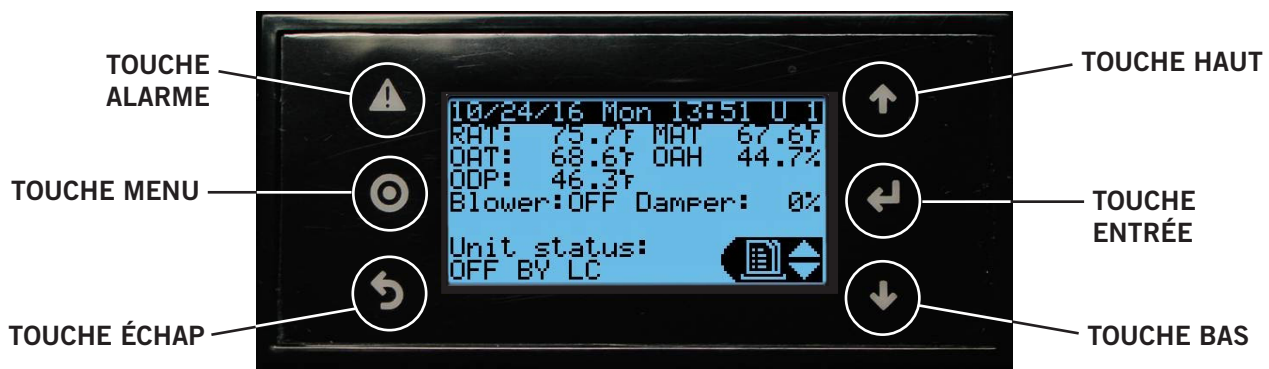 TOUCHE
ALARME
TOUCHE MENU
TOUCHE ÉCHAP
10/24/16 Mon 13:51 U 1
RAT: 75.7°F MAT 67.6°F
OAT: 68.6°F OAH 44.7%
ODP: 46.3°F
Blower:OFF Damper: 0%
Unit status:
OFF BY LC
TOUCHE HAUT
TOUCHE
ENTRÉE
TOUCHE BAS